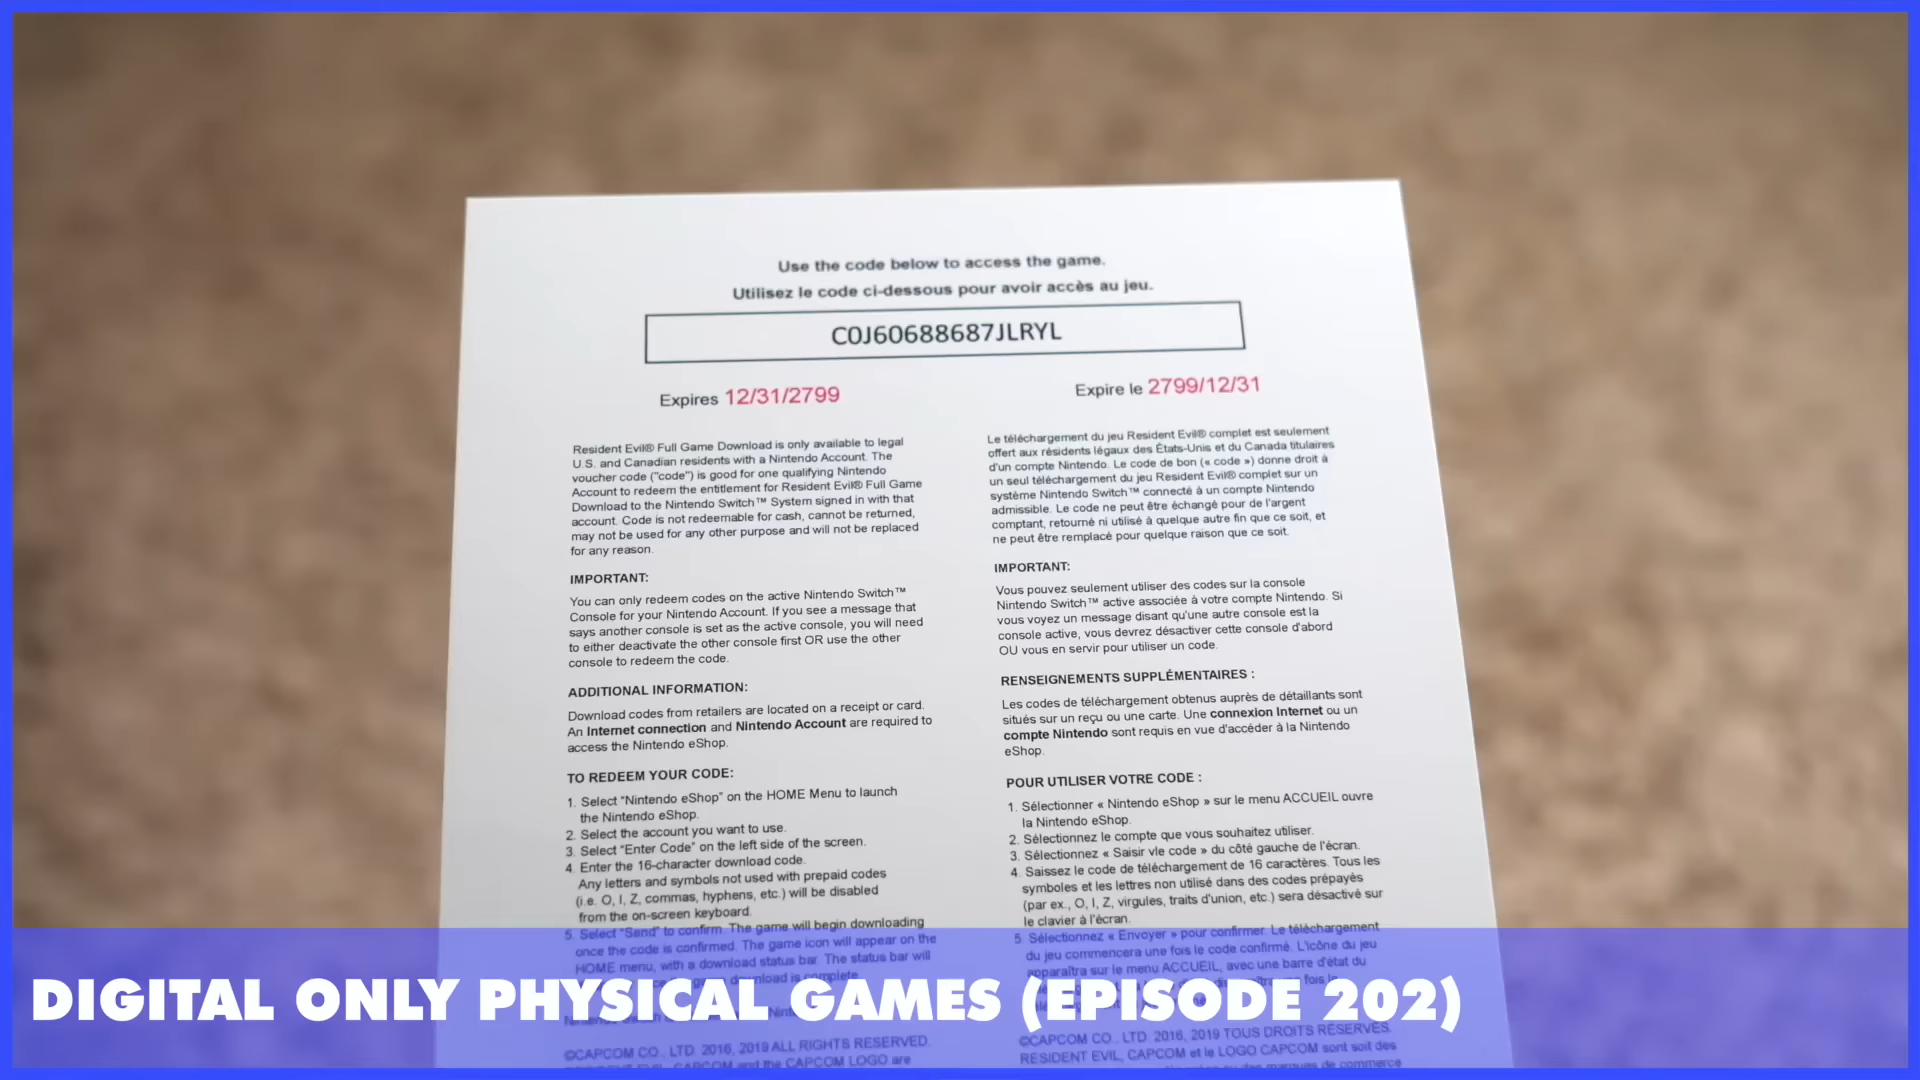 Use the code below to access the game.
Utilisez le code ci-dessous pour avoir accès au jeu.
C0J60688687JLRYL
Expires 12/31/2799
Expire le 2799/12/31
Resident Evil® Full Game Download is only available to legal
U.S. and Canadian residents with a Nintendo Account. The
voucher code ("code") is good for one qualifying Nintendo
Account to redeem the entitlement for Resident Evil® Full Game
Download to the Nintendo Switch™ System signed in with that
account. Code is not redeemable for cash, cannot be returned,
may not be used for any other purpose and will not be replaced
for any reason.
IMPORTANT:
You can only redeem codes on the active Nintendo Switch™
Console for your Nintendo Account. If you see a message that
says another console is set as the active console, you will need
to either deactivate the other console first OR use the other
console to redeem the code.
ADDITIONAL INFORMATION:
Download codes from retailers are located on a receipt or card.
An Internet connection and Nintendo Account are required to
access the Nintendo eShop.
TO REDEEM YOUR CODE:
1. Select "Nintendo eShop" on the HOME Menu to launch
the Nintendo eShop.
2. Select the account you want to use.
3. Select "Enter Code" on the left side of the screen.
4. Enter the 16-character download code.
Any letters and symbols not used with prepaid codes
(i.e. O, I, Z, commas, hyphens, etc.) will be disabled
from the on-screen keyboard.
5. Select "Send" to confirm. The game will begin downloading
once the code is confirmed. The game icon will appear on the
HOME menu, with a download status bar. The status bar will
download is complete
©CAPCOM CO., LTD. 2016, 2019 ALL RIGHTS RESERVED.
CAPCOM and the CAPCOM LOGO are
Le téléchargement du jeu Resident Evil® complet est seulement
offert aux résidents légaux des États-Unis et du Canada titulaires
d'un compte Nintendo. Le code de bon (« code ») donne droit à
un seul téléchargement du jeu Resident Evil® complet sur un
système Nintendo Switch™ connecté à un compte Nintendo
admissible. Le code ne peut être échangé pour de l'argent
comptant, retourné ni utilisé à quelque autre fin que ce soit, et
ne peut être remplacé pour quelque raison que ce soit.
IMPORTANT:
Vous pouvez seulement utiliser des codes sur la console
Nintendo Switch™ active associée à votre compte Nintendo. Si
vous voyez un message disant qu'une autre console est la
console active, vous devrez désactiver cette console d'abord
OU vous en servir pour utiliser un code.
RENSEIGNEMENTS SUPPLÉMENTAIRES :
Les codes de téléchargement obtenus auprès de détaillants sont
situés sur un reçu ou une carte. Une connexion Internet ou un
compte Nintendo sont requis en vue d'accéder à la Nintendo
eShop.
POUR UTILISER VOTRE CODE :
1. Sélectionner « Nintendo eShop » sur le menu ACCUEIL ouvre
la Nintendo eShop.
2. Sélectionnez le compte que vous souhaitez utiliser.
3. Sélectionnez « Saisir vle code » du côté gauche de l'écran.
4. Saissez le code de téléchargement de 16 caractères. Tous les
symboles et les lettres non utilisé dans des codes prépayés
(par ex., O, I, Z, virgules, traits d'union, etc.) sera désactivé sur
le clavier à l'écran.
5. Sélectionnez « Envoyer » pour confirmer. Le téléchargement
du jeu commencera une fois le code confirmé. L'icône du jeu
apparaîtra sur le menu ACCUEIL, avec une barre d'état du
fois le
©CAPCOM CO., LTD. 2016, 2019 TOUS DROITS RÉSERVÉS.
RESIDENT EVIL, CAPCOM et le LOGO CAPCOM sont soit des
marques de commerce
DIGITAL ONLY PHYSICAL GAMES (EPISODE 202)